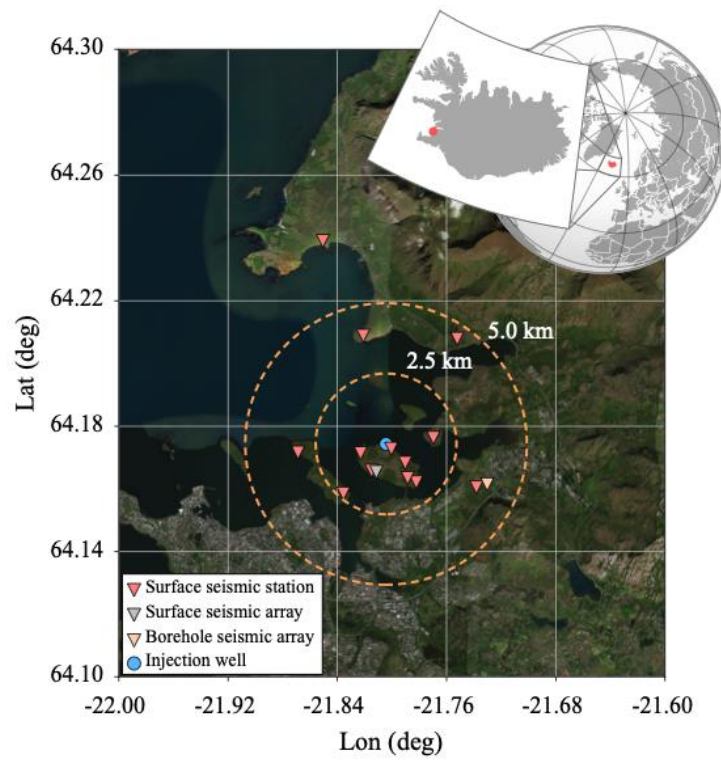 64.30
64.26
64.22
64.18
64.14
64.10
Lat (deg)
5.0 km
2.5 km
Surface seismic station
Surface seismic array
Borehole seismic array
Injection well
-22.00 -21.92 -21.84 -21.76 -21.68 -21.60
Lon (deg)